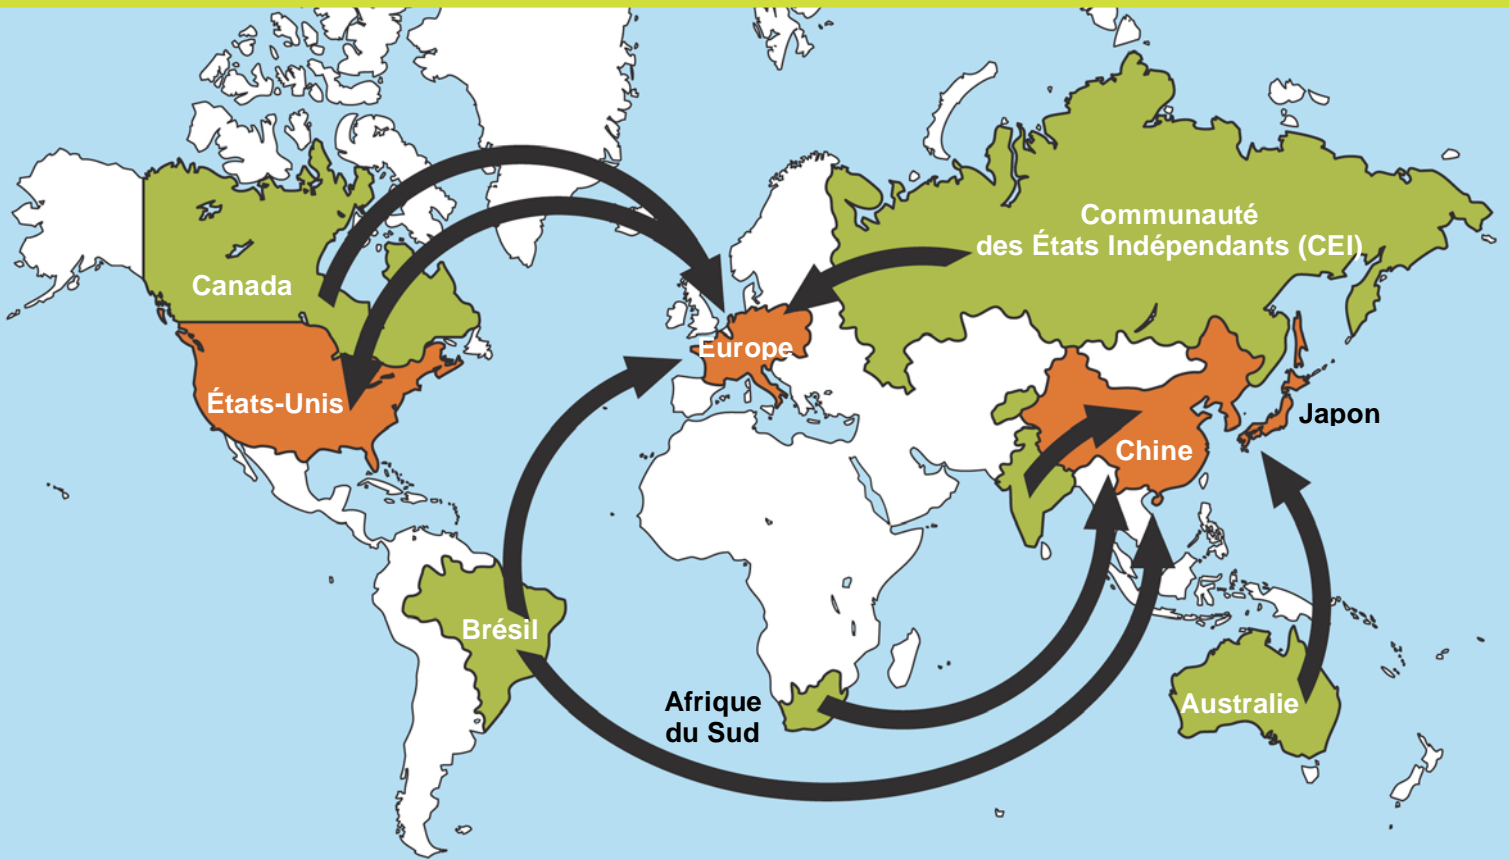 Communauté
des États Indépendants (CEI)
Canada
Europe
États-Unis
Japon
Chine
Brésil
Afrique
du Sud
Australie